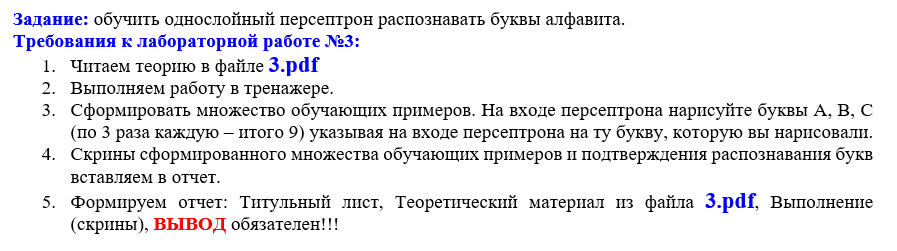 Задание: обучить однослойный персептрон распознавать буквы алфавита.
Требования к лабораторной работе №3:
1. Читаем теорию в файле 3.pdf
2. Выполняем работу в тренажере.
3. Сформировать множество обучающих примеров. На входе персептрона нарисуйте буквы А, В, С
(по 3 раза каждую – итого 9) указывая на входе персептрона на ту букву, которую вы нарисовали.
4. Скрины сформированного множества обучающих примеров и подтверждения распознавания букв
вставляем в отчет.
5. Формируем отчет: Титульный лист, Теоретический материал из файла 3.pdf, Выполнение
(скрины), ВЫВОД обязателен!!!